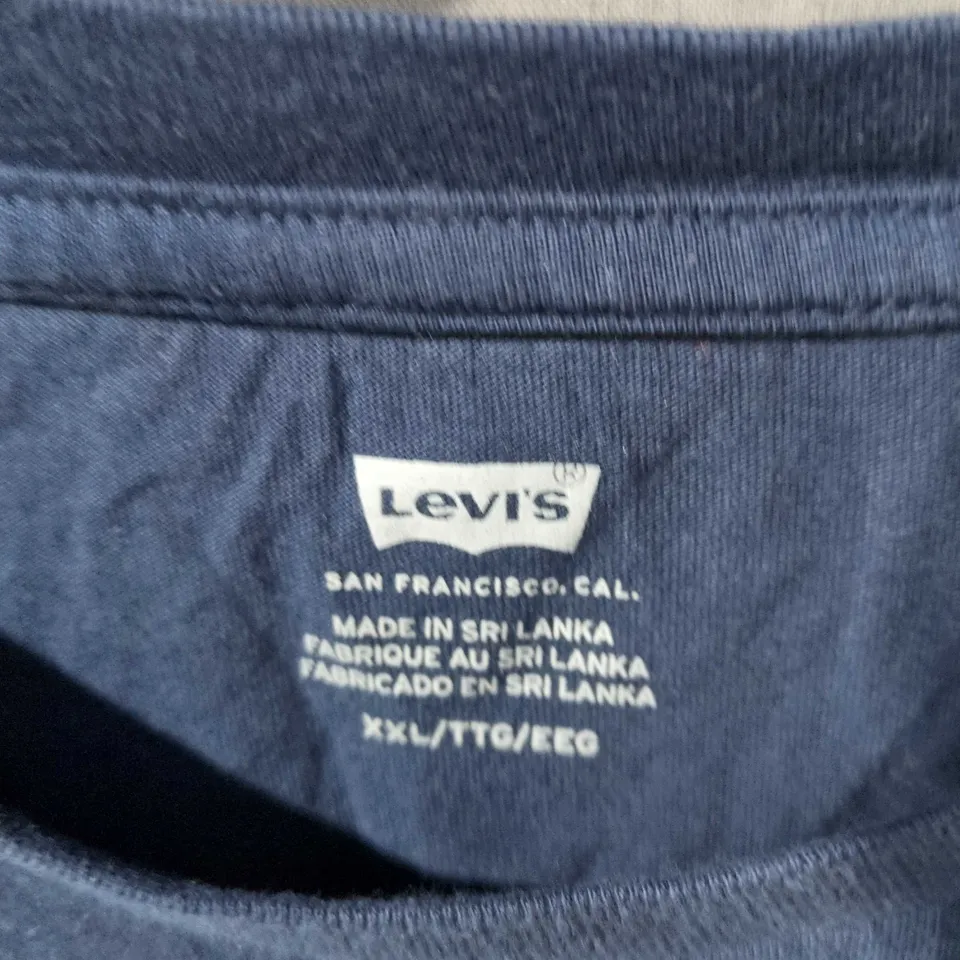 LEVI'S ®
SAN FRANCISCO, CAL.
MADE IN SRI LANKA
FABRIQUE AU SRI LANKA
FABRICADO EN SRI LANKA
XXL/TTG/EEG